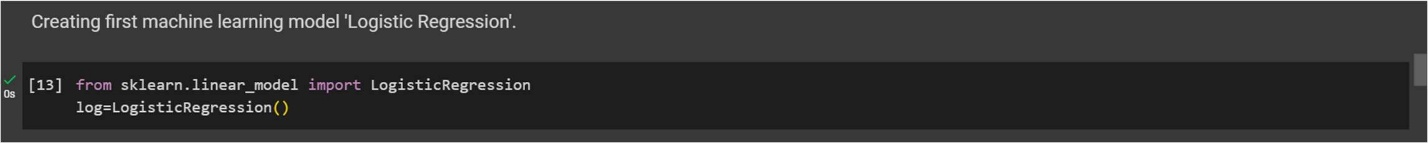 Creating first machine learning model 'Logistic Regression'.
[13] from sklearn.linear_model import LogisticRegression
0s
log=LogisticRegression()